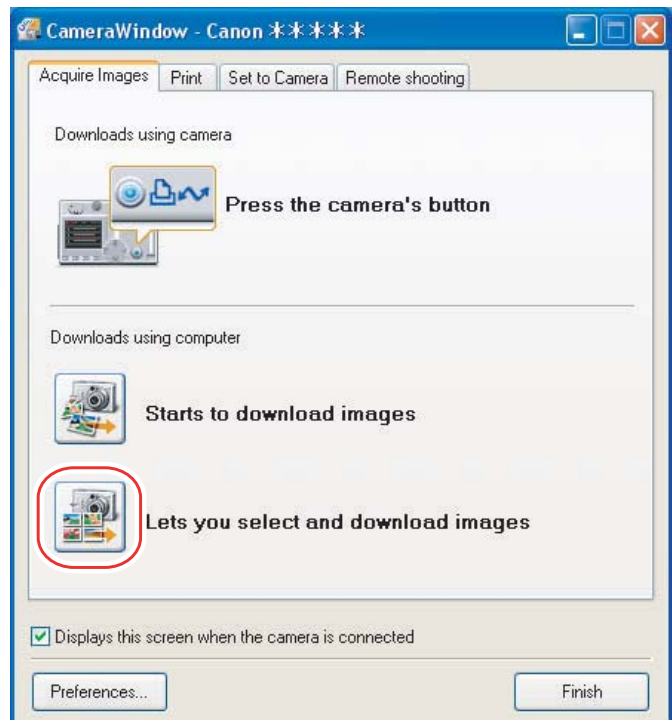 CameraWindow - Canon *****
Acquire Images Print Set to Camera Remote shooting
Downloads using camera
Press the camera's button
Downloads using computer
Starts to download images
Lets you select and download images
Displays this screen when the camera is connected
Preferences... Finish